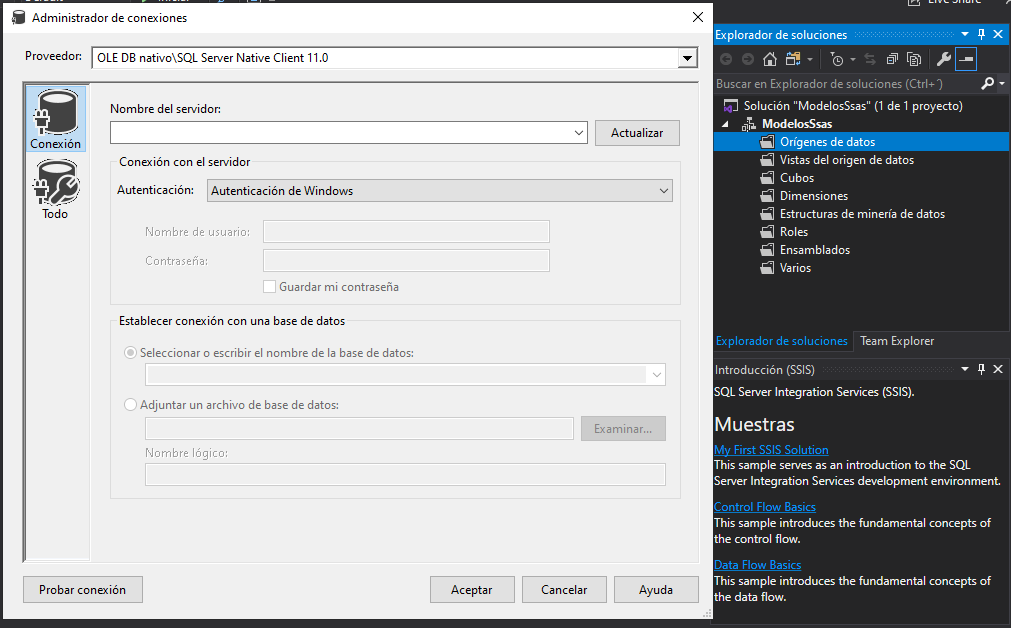 Administrador de conexiones
Proveedor: OLE DB nativo\SQL Server Native Client 11.0
Conexión
Todo
Nombre del servidor:
Actualizar
Conexión con el servidor
Autenticación: Autenticación de Windows
Nombre de usuario:
Contraseña:
Guardar mi contraseña
Establecer conexión con una base de datos
Seleccionar o escribir el nombre de la base de datos:
Adjuntar un archivo de base de datos:
Examinar...
Nombre lógico:
Probar conexión
Aceptar
Cancelar
Ayuda
Live Share
Explorador de soluciones
Buscar en Explorador de soluciones (Ctrl+´)
Solución "ModelosSsas" (1 de 1 proyecto)
ModelosSsas
Orígenes de datos
Vistas del origen de datos
Cubos
Dimensiones
Estructuras de minería de datos
Roles
Ensamblados
Varios
Explorador de soluciones
Team Explorer
Introducción (SSIS)
SQL Server Integration Services (SSIS).
Muestras
My First SSIS Solution
This sample serves as an introduction to the SQL
Server Integration Services development environment.
Control Flow Basics
This sample introduces the fundamental concepts of
the control flow.
Data Flow Basics
This sample introduces the fundamental concepts of
the data flow.